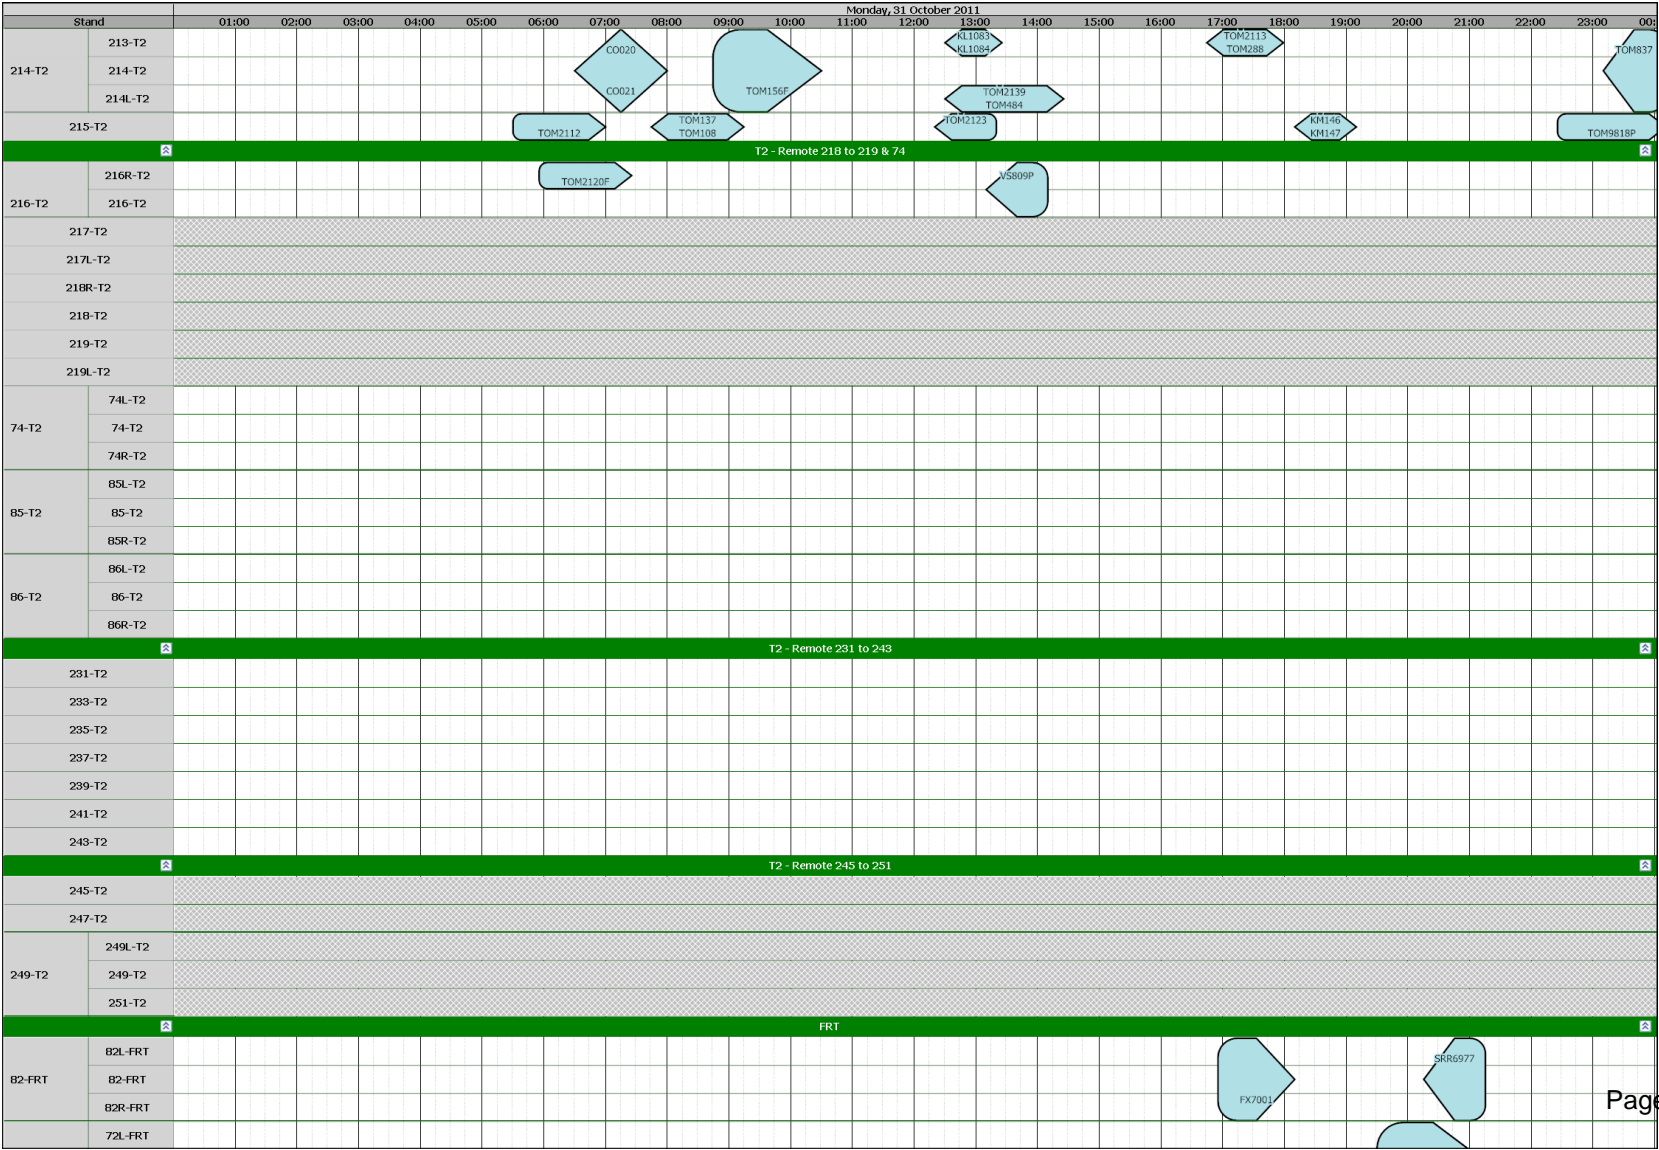 Monday, 31 October 2011
Stand 01:00 02:00 03:00 04:00 05:00 06:00 07:00 08:00 09:00 10:00 11:00 12:00 13:00 14:00 15:00 16:00 17:00 18:00 19:00 20:00 21:00 22:00 23:00 00:
213-T2 CO020 KL1083 TOM2113 TOM837
KL1084 TOM288
214-T2 214-T2
214L-T2 CO021 TOM156F TOM2139
TOM484
215-T2 TOM2112 TOM137 TOM2123 KM146 TOM9818P
TOM108 KM147
T2 - Remote 218 to 219 & 74
216R-T2 TOM2120F VS809P
216-T2 216-T2
217-T2
217L-T2
218R-T2
218-T2
219-T2
219L-T2
74L-T2
74-T2 74-T2
74R-T2
85L-T2
85-T2 85-T2
85R-T2
86L-T2
86-T2 86-T2
86R-T2
T2 - Remote 231 to 243
231-T2
233-T2
235-T2
237-T2
239-T2
241-T2
243-T2
T2 - Remote 245 to 251
245-T2
247-T2
249L-T2
249-T2 249-T2
251-T2
FRT
82L-FRT SRR6977
82-FRT 82-FRT
82R-FRT FX7001 Page
72L-FRT